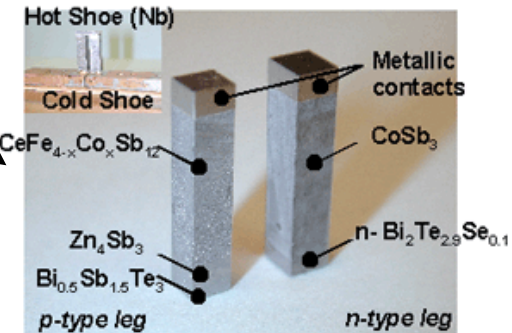 Hot Shoe (Nb)
Cold Shoe
Metallic
contacts
CeFe₄₋ₓCoₓSb₁₂
CoSb₃
Zn₄Sb₃
Bi₀.₅Sb₁.₅Te₃
n- Bi₂Te₂.₉Se₀.₁
p-type leg
n-type leg